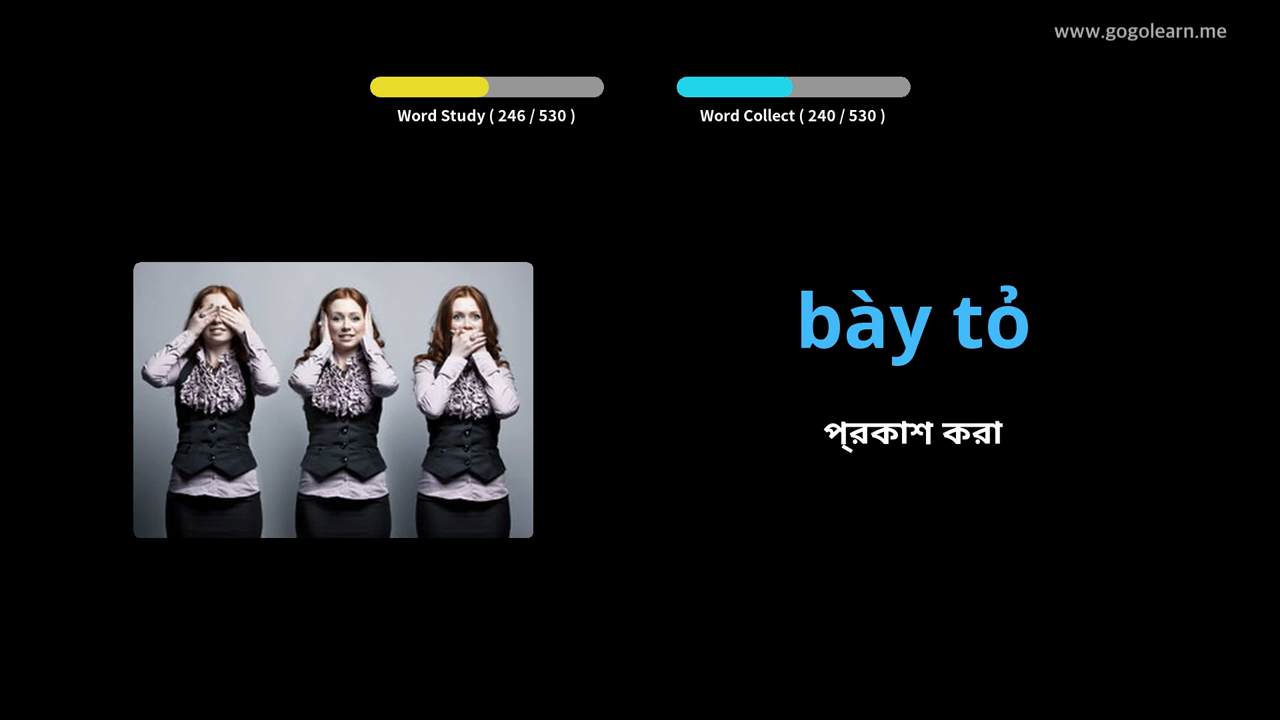 www.gogolearn.me
Word Study ( 246 / 530 )
Word Collect ( 240 / 530 )
bày tỏ
প্রকাশ করা